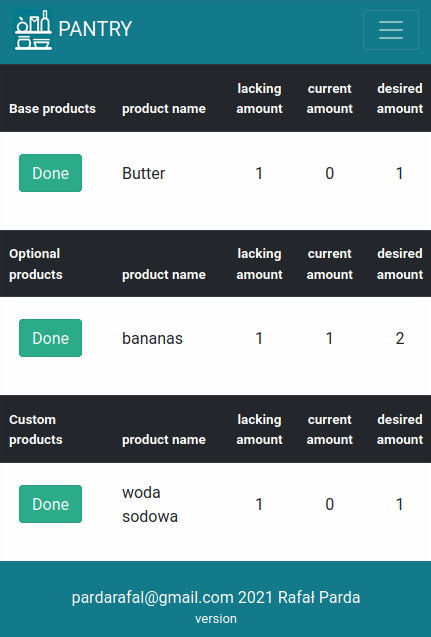 PANTRY
Base products product name lacking amount current amount desired amount
Done Butter 1 0 1
Optional products product name lacking amount current amount desired amount
Done bananas 1 1 2
Custom products product name lacking amount current amount desired amount
Done woda sodowa 1 0 1
pardarafal@gmail.com 2021 Rafał Parda
version